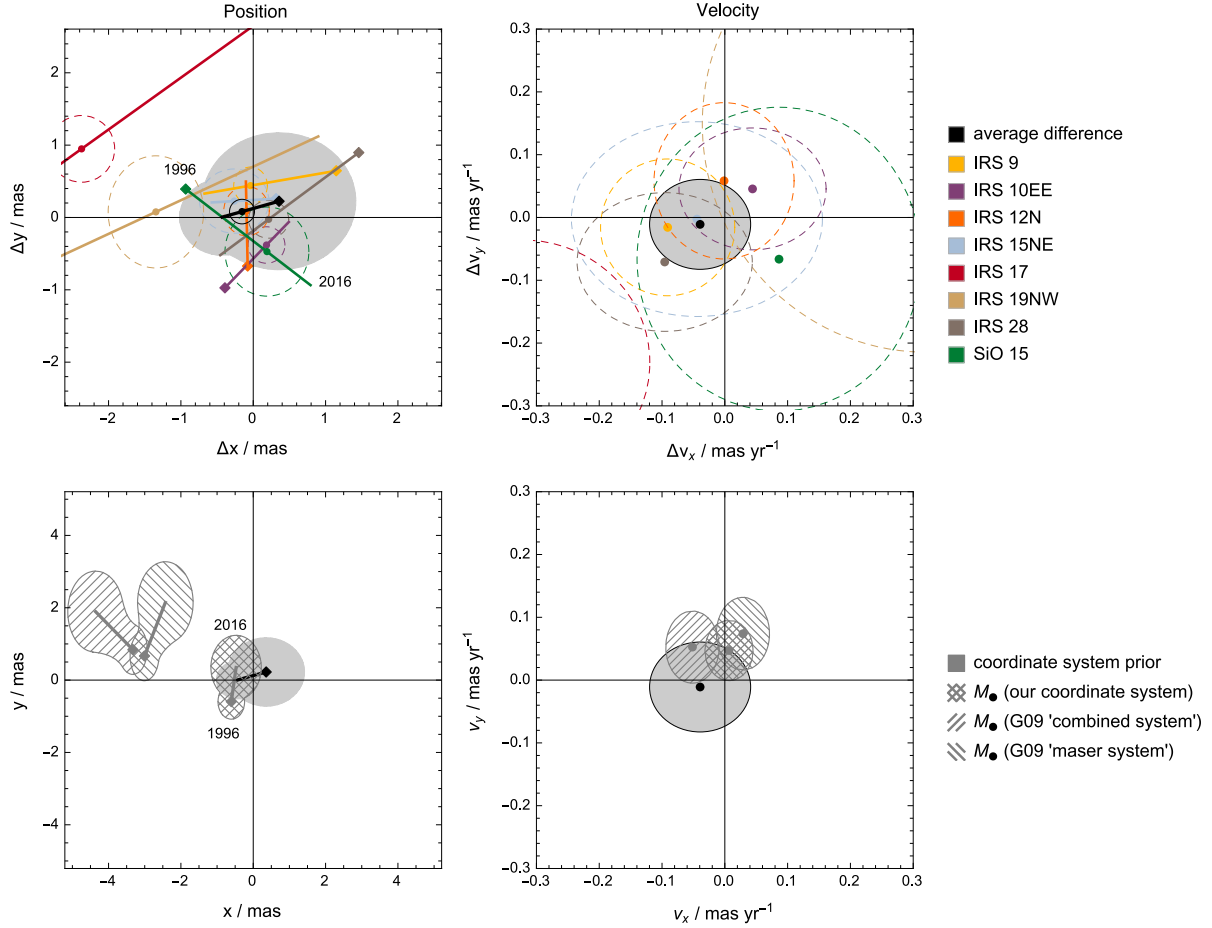 Position
Velocity
2
1
0
−1
−2
Δy / mas
1996
2016
−2
−1
0
1
2
Δx / mas
0.3
0.2
0.1
0.0
−0.1
−0.2
−0.3
Δvy / mas yr−1
−0.3
−0.2
−0.1
0.0
0.1
0.2
0.3
Δvx / mas yr−1
average difference
IRS 9
IRS 10EE
IRS 12N
IRS 15NE
IRS 17
IRS 19NW
IRS 28
SiO 15
4
2
0
−2
−4
y / mas
2016
1996
−4
−2
0
2
4
x / mas
0.3
0.2
0.1
0.0
−0.1
−0.2
−0.3
vy / mas yr−1
−0.3
−0.2
−0.1
0.0
0.1
0.2
0.3
vx / mas yr−1
coordinate system prior
M● (our coordinate system)
M● (G09 'combined system')
M● (G09 'maser system')